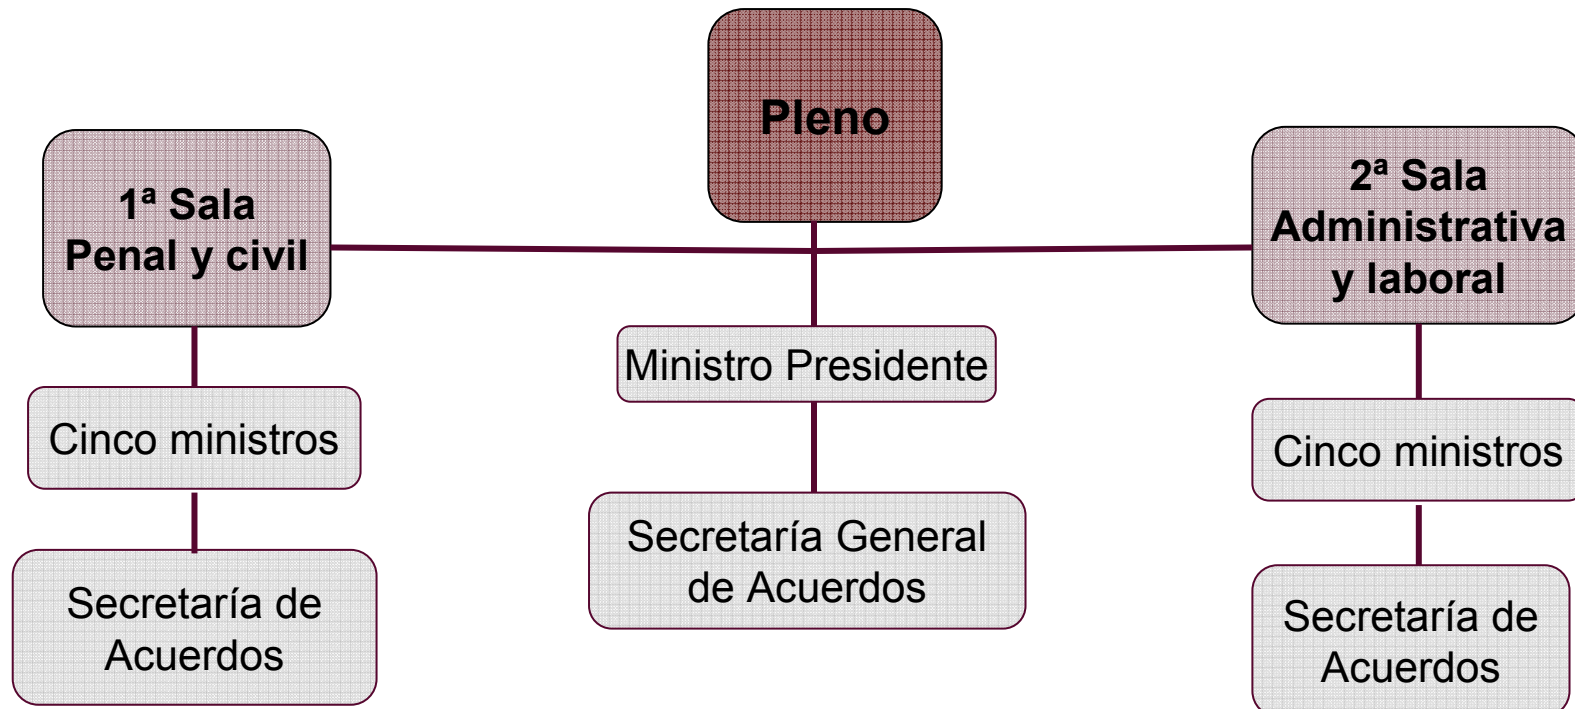 Pleno
1ª Sala
Penal y civil
2ª Sala
Administrativa
y laboral
Ministro Presidente
Cinco ministros
Cinco ministros
Secretaría General
de Acuerdos
Secretaría de
Acuerdos
Secretaría de
Acuerdos